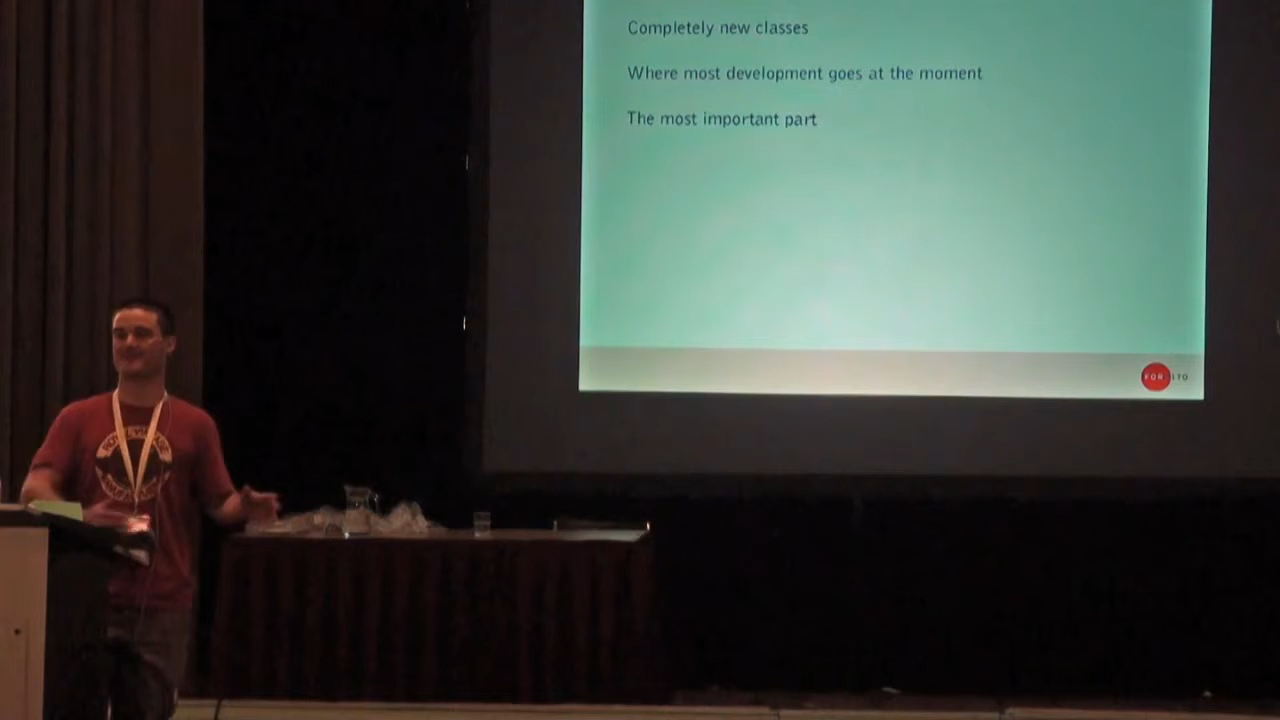 Completely new classes
Where most development goes at the moment
The most important part